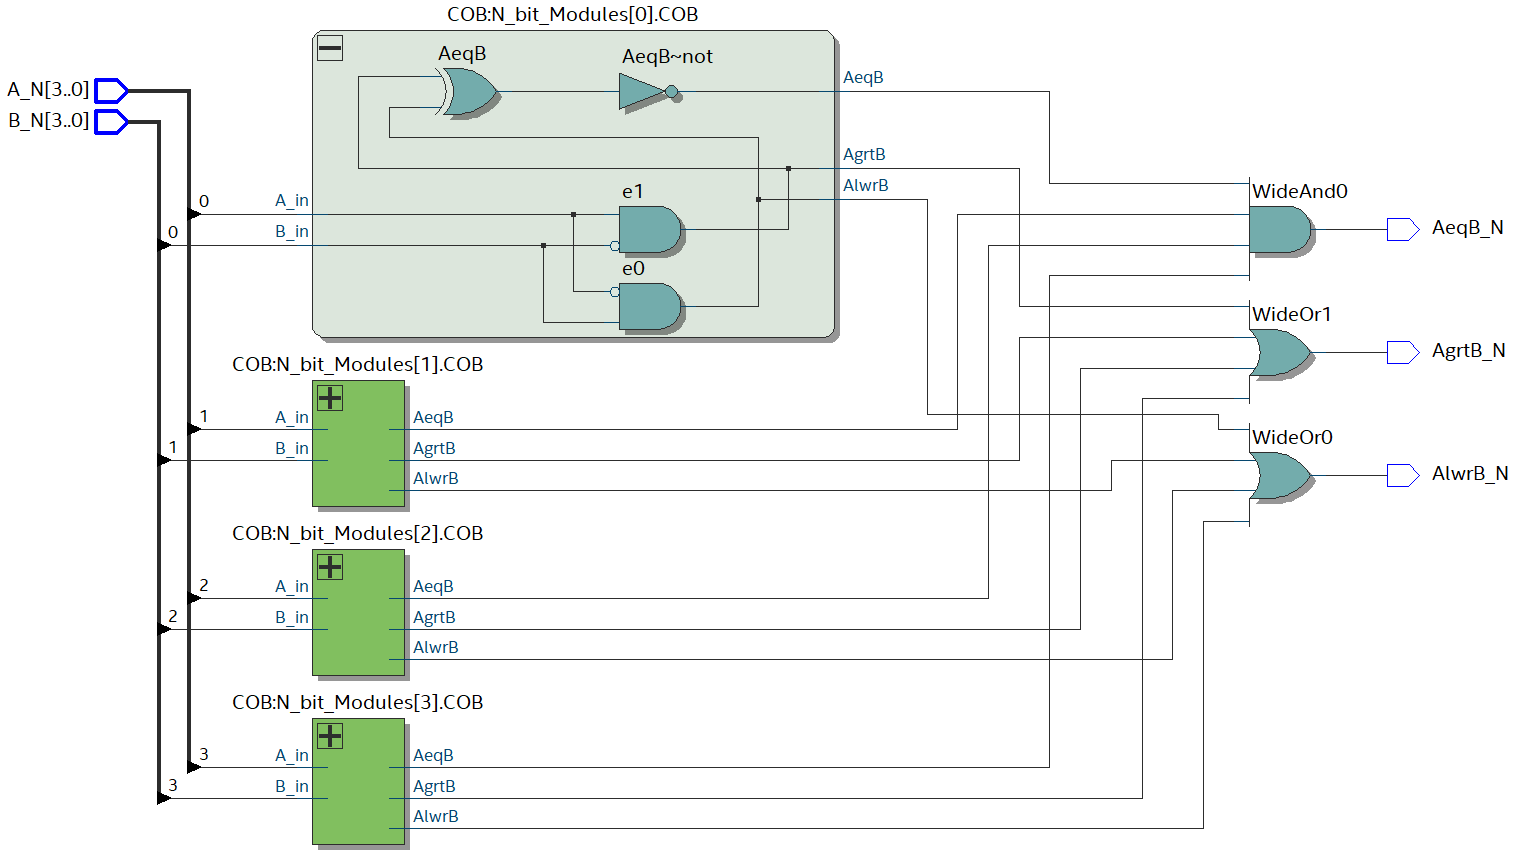 COB:N_bit_Modules[0].COB
AeqB
AeqB~not
A_N[3..0]
B_N[3..0]
AeqB
AgrtB
AlwrB
0
A_in
e1
0
B_in
e0
WideAnd0
AeqB_N
WideOr1
AgrtB_N
WideOr0
AlwrB_N
COB:N_bit_Modules[1].COB
1
A_in
AeqB
1
B_in
AgrtB
AlwrB
COB:N_bit_Modules[2].COB
2
A_in
AeqB
2
B_in
AgrtB
AlwrB
COB:N_bit_Modules[3].COB
3
A_in
AeqB
3
B_in
AgrtB
AlwrB